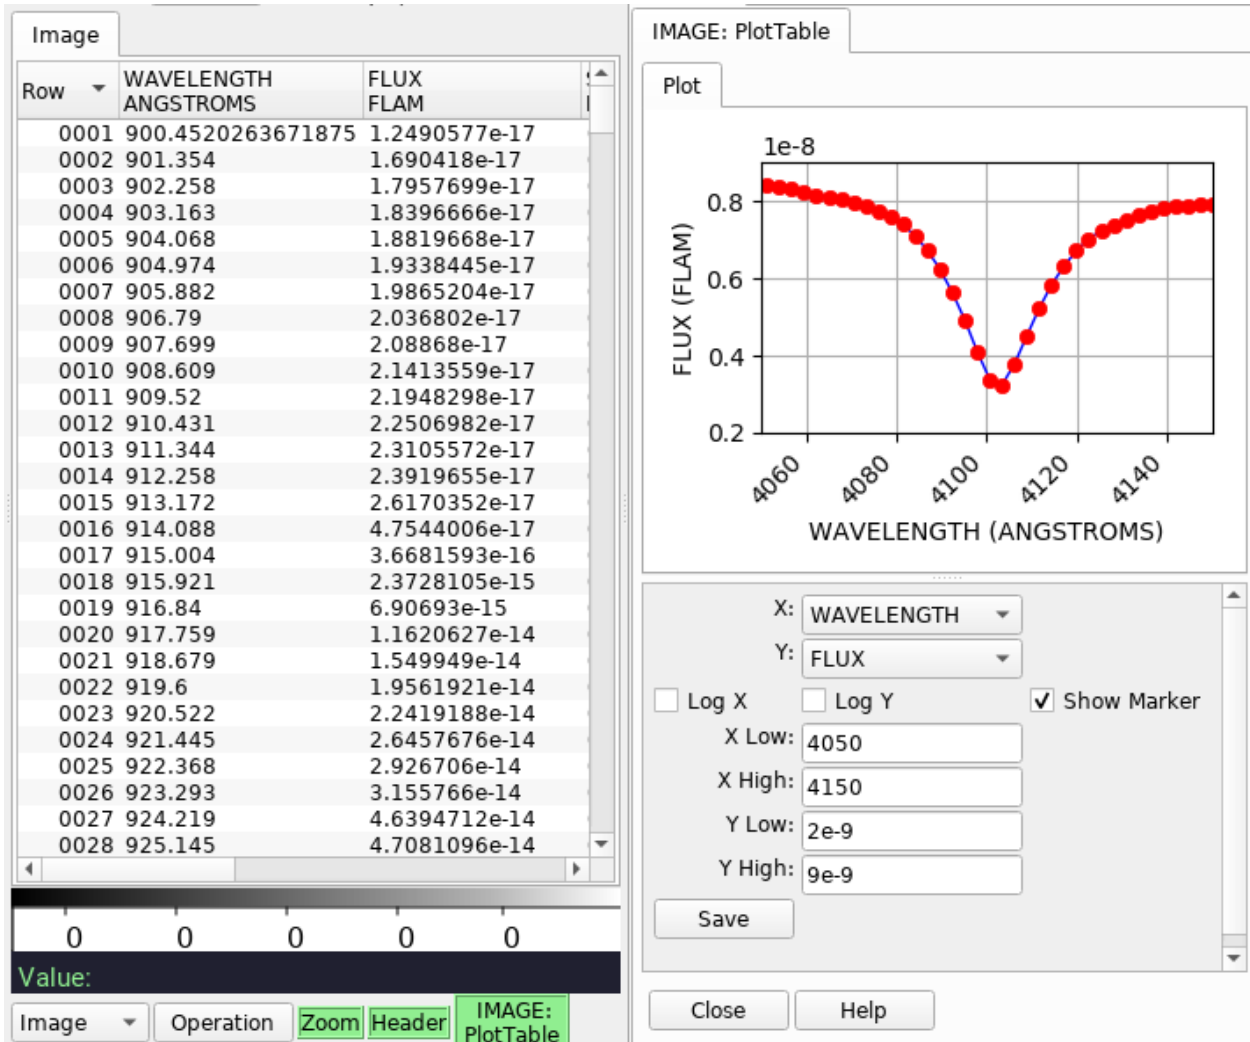 Image
Row WAVELENGTH FLUX
ANGSTROMS FLAM
0001 900.4520263671875 1.2490577e-17
0002 901.354 1.690418e-17
0003 902.258 1.7957699e-17
0004 903.163 1.8396666e-17
0005 904.068 1.8819668e-17
0006 904.974 1.9338445e-17
0007 905.882 1.9865204e-17
0008 906.79 2.036802e-17
0009 907.699 2.08868e-17
0010 908.609 2.1413559e-17
0011 909.52 2.1948298e-17
0012 910.431 2.2506982e-17
0013 911.344 2.3105572e-17
0014 912.258 2.3919655e-17
0015 913.172 2.6170352e-17
0016 914.088 4.7544006e-17
0017 915.004 3.6681593e-16
0018 915.921 2.3728105e-15
0019 916.84 6.90693e-15
0020 917.759 1.1620627e-14
0021 918.679 1.549949e-14
0022 919.6 1.9561921e-14
0023 920.522 2.2419188e-14
0024 921.445 2.6457676e-14
0025 922.368 2.926706e-14
0026 923.293 3.155766e-14
0027 924.219 4.6394712e-14
0028 925.145 4.7081096e-14
0 0 0 0 0
Value:
Image Operation Zoom Header IMAGE:
PlotTable
IMAGE: PlotTable
Plot
1e-8
0.8
0.6
0.4
0.2
FLUX (FLAM)
4060 4080 4100 4120 4140
WAVELENGTH (ANGSTROMS)
X: WAVELENGTH
Y: FLUX
Log X Log Y Show Marker
X Low: 4050
X High: 4150
Y Low: 2e-9
Y High: 9e-9
Save
Close Help